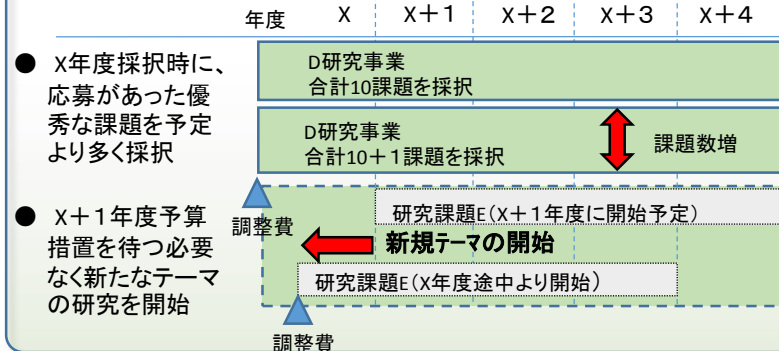 年度 X X+1 X+2 X+3 X+4
● X年度採択時に、
応募があった優
秀な課題を予定
より多く採択
D研究事業
合計10課題を採択
D研究事業
合計10+1課題を採択
課題数増
調整費
● X+1年度予算
措置を待つ必要
なく新たなテーマ
の研究を開始
研究課題E(X+1年度に開始予定)
新規テーマの開始
研究課題E(X年度途中より開始)
調整費